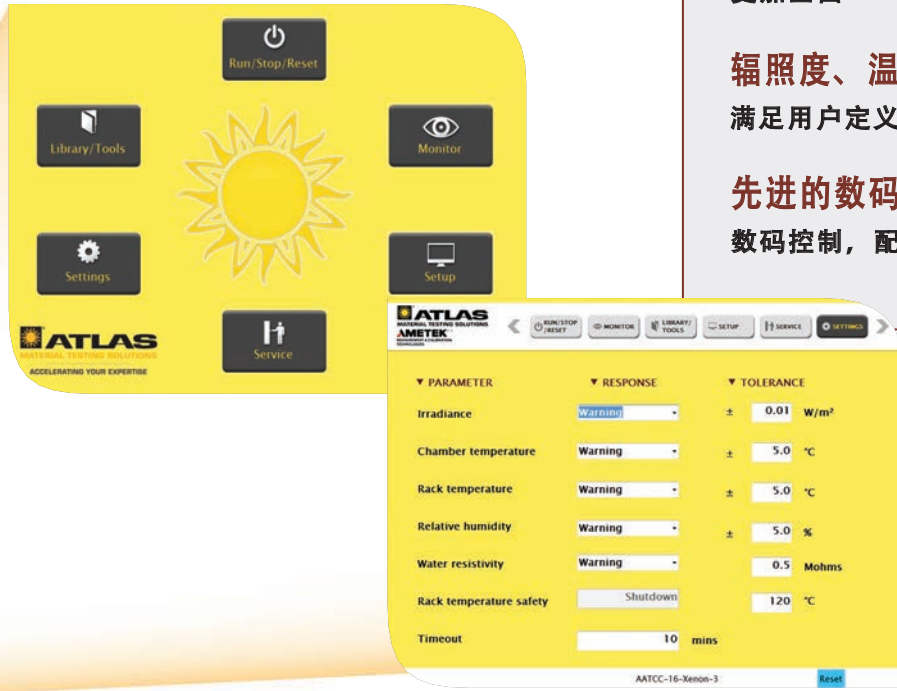 Run/Stop/Reset
Library/Tools
Monitor
Settings
Setup
Service
ATLAS
MATERIAL TESTING SOLUTIONS
ACCELERATING YOUR EXPERTISE
辐照度、温
满足用户定义
先进的数码
数码控制，配
ATLAS
MATERIAL TESTING SOLUTIONS
AMETEK
MEASUREMENT & CALIBRATION
TECHNOLOGIES
RUN/STOP
/RESET
MONITOR
LIBRARY/
TOOLS
SETUP
SERVICE
SETTINGS
▼ PARAMETER ▼ RESPONSE ▼ TOLERANCE
Irradiance Warning ± 0.01 W/m²
Chamber temperature Warning ± 5.0 °C
Rack temperature Warning ± 5.0 °C
Relative humidity Warning ± 5.0 %
Water resistivity Warning 0.5 Mohms
Rack temperature safety Shutdown 120 °C
Timeout 10 mins
AATCC-16-Xenon-3 Reset